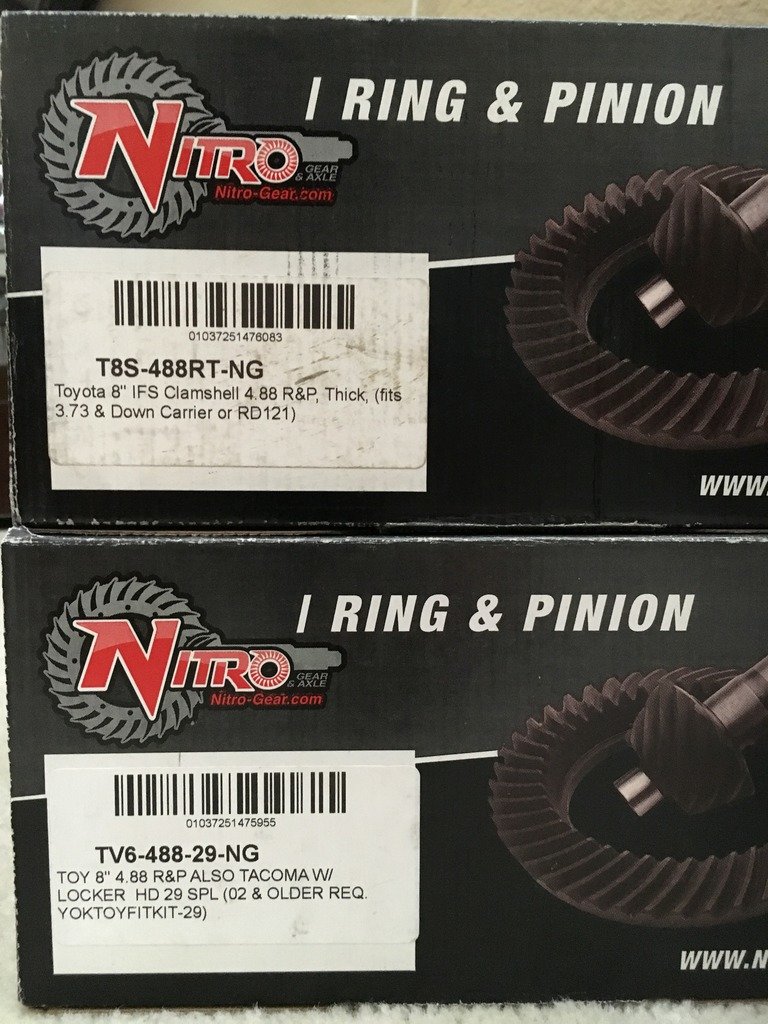 NITRO
GEAR
& AXLE
Nitro-Gear.com
/ RING & PINION
01037251476083
T8S-488RT-NG
Toyota 8" IFS Clamshell 4.88 R&P, Thick, (fits
3.73 & Down Carrier or RD121)
WWW.
NITRO
GEAR
& AXLE
Nitro-Gear.com
/ RING & PINION
01037251475955
TV6-488-29-NG
TOY 8" 4.88 R&P ALSO TACOMA W/
LOCKER HD 29 SPL (02 & OLDER REQ.
YOKTOYFITKIT-29)
WWW.N